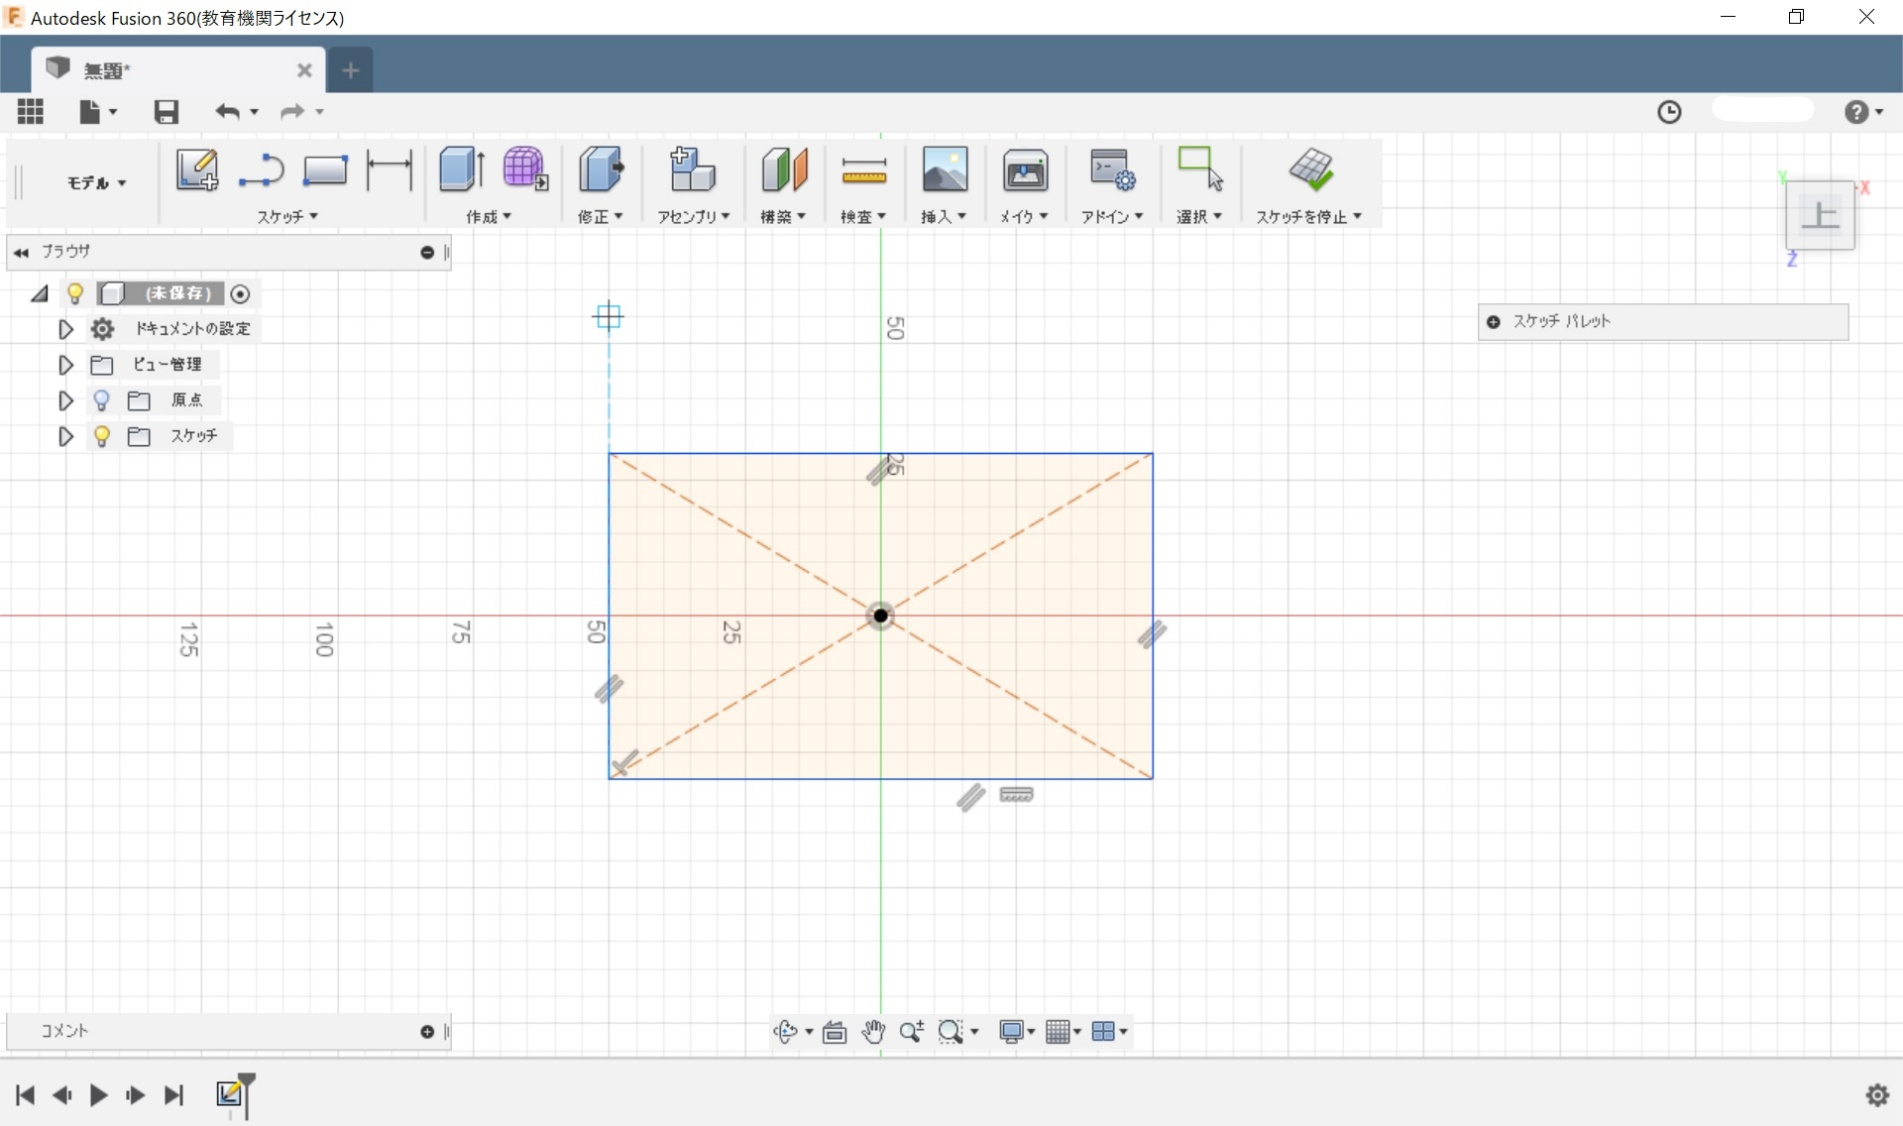 Autodesk Fusion 360(教育機関ライセンス)
無題*
モデル
スケッチ
作成
修正
アセンブリ
構築
検査
挿入
メイク
アドイン
選択
スケッチを停止
Y
X
上
Z
ブラウザ
(未保存)
ドキュメントの設定
ビュー管理
原点
スケッチ
スケッチ パレット
50
25
125
100
75
50
25
コメント